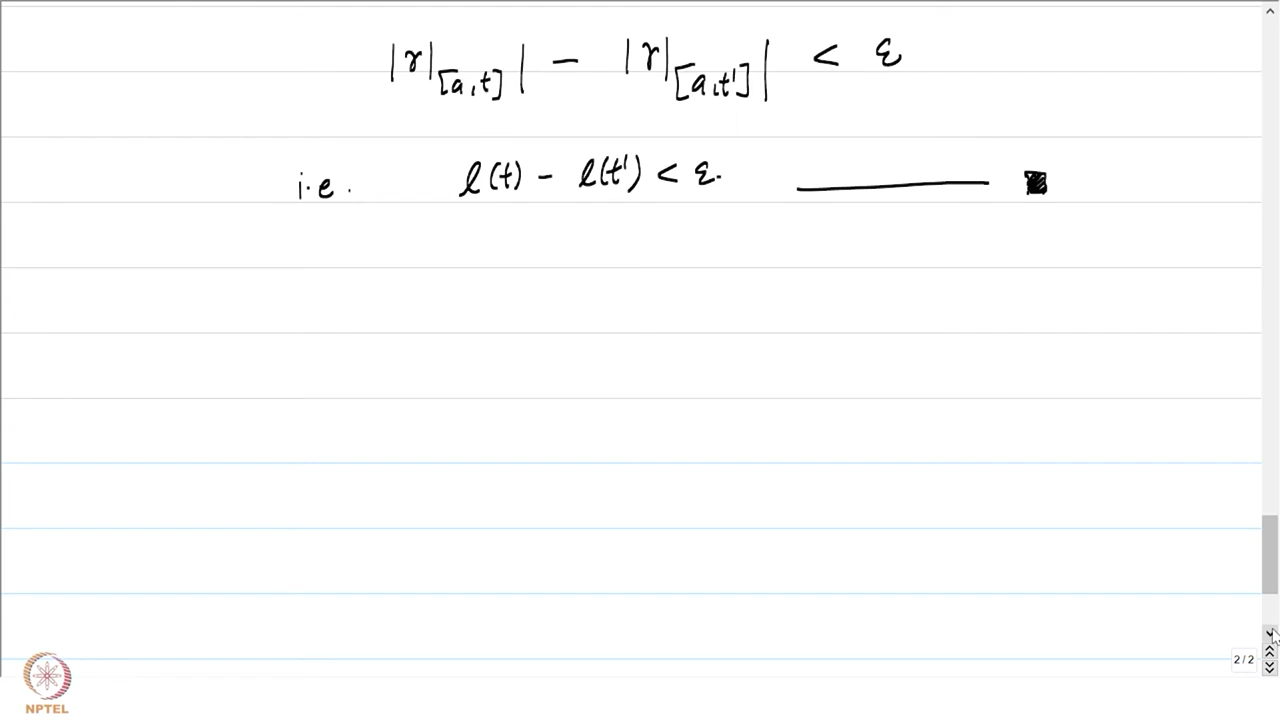 |γ|_[a,t]| − |γ|_[a,t']| < ε
i.e. l(t) − l(t') < ε.
2/2
NPTEL